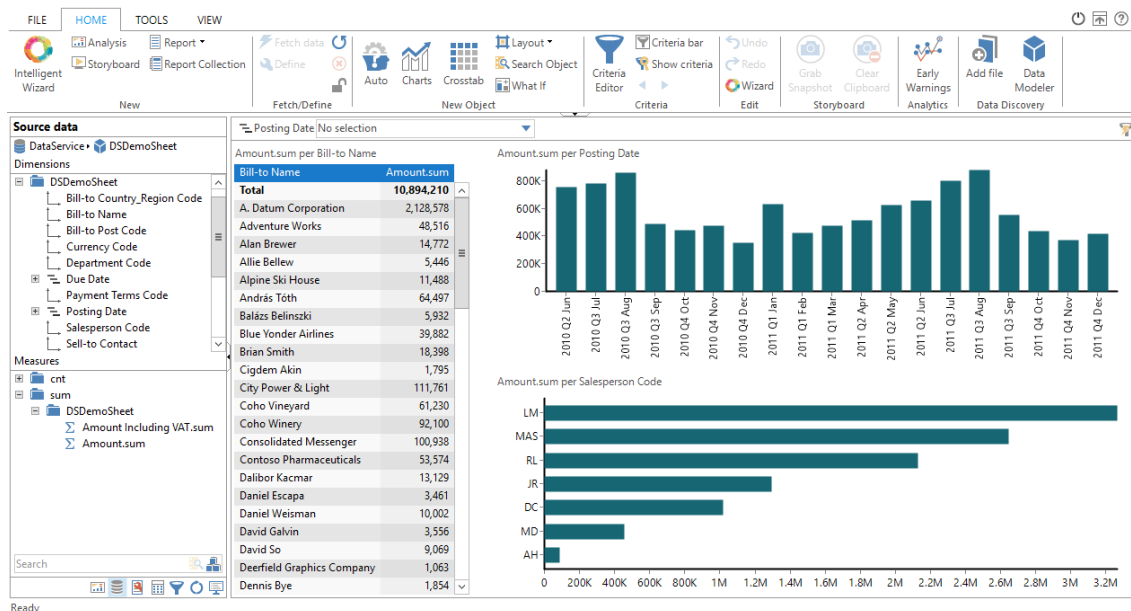 FILE HOME TOOLS VIEW
Analysis Report Fetch data Layout Criteria bar Undo
Storyboard Report Collection Define Search Object Show criteria Redo
What If Wizard
Intelligent Wizard Auto Charts Crosstab Criteria Editor Grab Snapshot Clear Clipboard Early Warnings Add file Data Modeler
New Fetch/Define New Object Criteria Edit Storyboard Analytics Data Discovery
Source data
DataService DSDemoSheet
Dimensions
DSDemoSheet
Bill-to Country_Region Code
Bill-to Name
Bill-to Post Code
Currency Code
Department Code
Due Date
Payment Terms Code
Posting Date
Salesperson Code
Sell-to Contact
Measures
cnt
sum
DSDemoSheet
Amount Including VAT.sum
Amount.sum
Search
Ready
Posting Date No selection
Amount.sum per Bill-to Name
Bill-to Name Amount.sum
Total 10,894,210
A. Datum Corporation 2,128,578
Adventure Works 48,516
Alan Brewer 14,772
Allie Bellew 5,446
Alpine Ski House 11,488
András Tóth 64,497
Balázs Belinszki 5,932
Blue Yonder Airlines 39,882
Brian Smith 18,398
Cigdem Akin 1,795
City Power & Light 111,761
Coho Vineyard 61,230
Coho Winery 92,100
Consolidated Messenger 100,938
Contoso Pharmaceuticals 53,574
Dalibor Kacmar 13,129
Daniel Escapa 3,461
Daniel Weisman 10,002
David Galvin 3,556
David So 9,069
Deerfield Graphics Company 1,063
Dennis Bye 1,854
Amount.sum per Posting Date
800K
600K
400K
200K
0
2010 Q2 Jun
2010 Q3 Jul
2010 Q3 Aug
2010 Q3 Sep
2010 Q4 Oct
2010 Q4 Nov
2010 Q4 Dec
2011 Q1 Jan
2011 Q1 Feb
2011 Q1 Mar
2011 Q2 Apr
2011 Q2 May
2011 Q2 Jun
2011 Q3 Jul
2011 Q3 Aug
2011 Q3 Sep
2011 Q4 Oct
2011 Q4 Nov
2011 Q4 Dec
Amount.sum per Salesperson Code
LM
MAS
RL
JR
DC
MD
AH
0 200K 400K 600K 800K 1M 1.2M 1.4M 1.6M 1.8M 2M 2.2M 2.4M 2.6M 2.8M 3M 3.2M